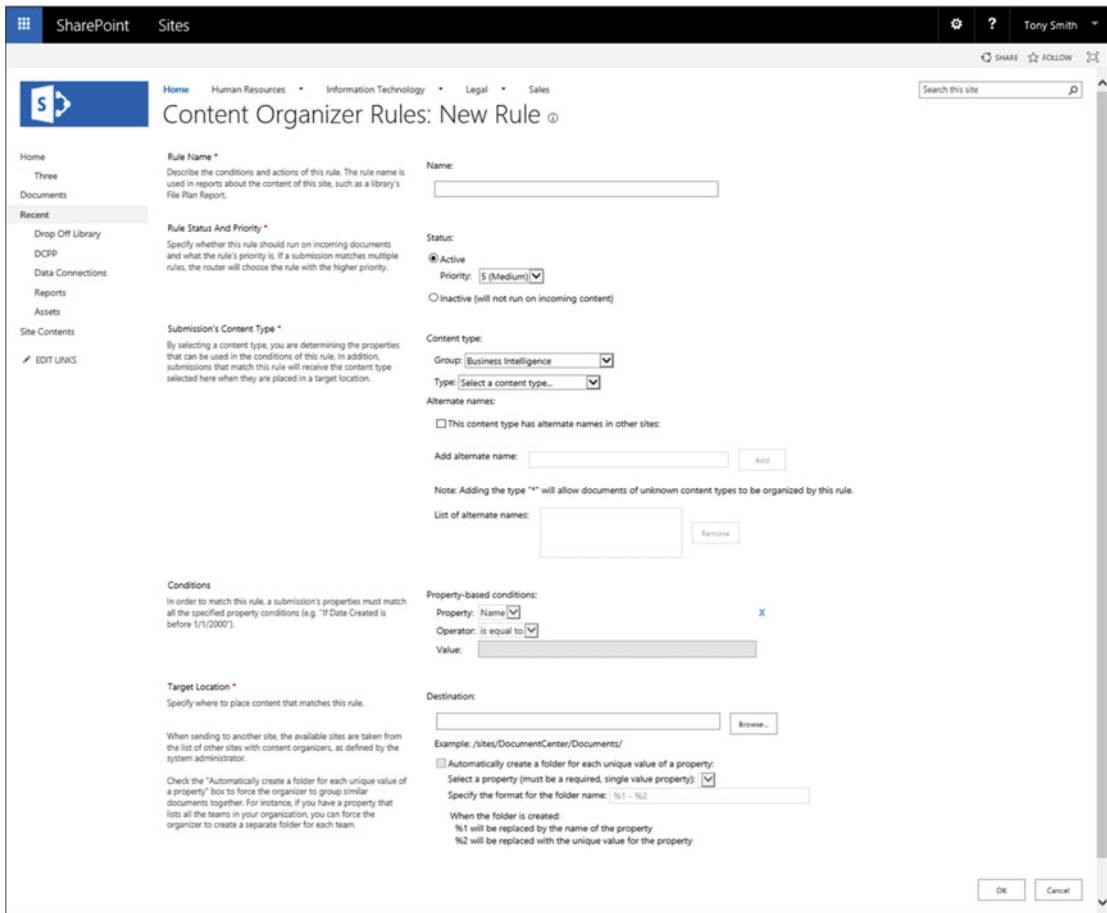 SharePoint Sites ? Tony Smith
SHARE FOLLOW
S
Home Human Resources Information Technology Legal Sales
Search this site
Content Organizer Rules: New Rule
Home
Three
Documents
Recent
Drop Off Library
DCPP
Data Connections
Reports
Assets
Site Contents
EDIT LINKS
Rule Name *
Describe the conditions and actions of this rule. The rule name is
used in reports about the content of this site, such as a library's
File Plan Report.
Name:
Rule Status And Priority *
Specify whether this rule should run on incoming documents
and what the rule's priority is. If a submission matches multiple
rules, the router will choose the rule with the higher priority.
Status:
Active
Priority: 5 (Medium)
Inactive (will not run on incoming content)
Submission's Content Type *
By selecting a content type, you are determining the properties
that can be used in the conditions of this rule. In addition,
submissions that match this rule will receive the content type
selected here when they are placed in a target location.
Content type:
Group: Business Intelligence
Type: Select a content type...
Alternate names:
This content type has alternate names in other sites:
Add alternate name: Add
Note: Adding the type "*" will allow documents of unknown content types to be organized by this rule.
List of alternate names: Remove
Conditions
In order to match this rule, a submission's properties must match
all the specified property conditions (e.g. "If Date Created is
before 1/1/2000").
Property-based conditions:
Property: Name X
Operator: is equal to
Value:
Target Location *
Specify where to place content that matches this rule.
When sending to another site, the available sites are taken from
the list of other sites with content organizers, as defined by the
system administrator.
Check the "Automatically create a folder for each unique value of
a property" box to force the organizer to group similar
documents together. For instance, if you have a property that
lists all the teams in your organization, you can force the
organizer to create a separate folder for each team.
Destination:
Browse...
Example: /sites/DocumentCenter/Documents/
Automatically create a folder for each unique value of a property:
Select a property (must be a required, single value property):
Specify the format for the folder name: %1 - %2
When the folder is created:
%1 will be replaced by the name of the property
%2 will be replaced with the unique value for the property
OK Cancel